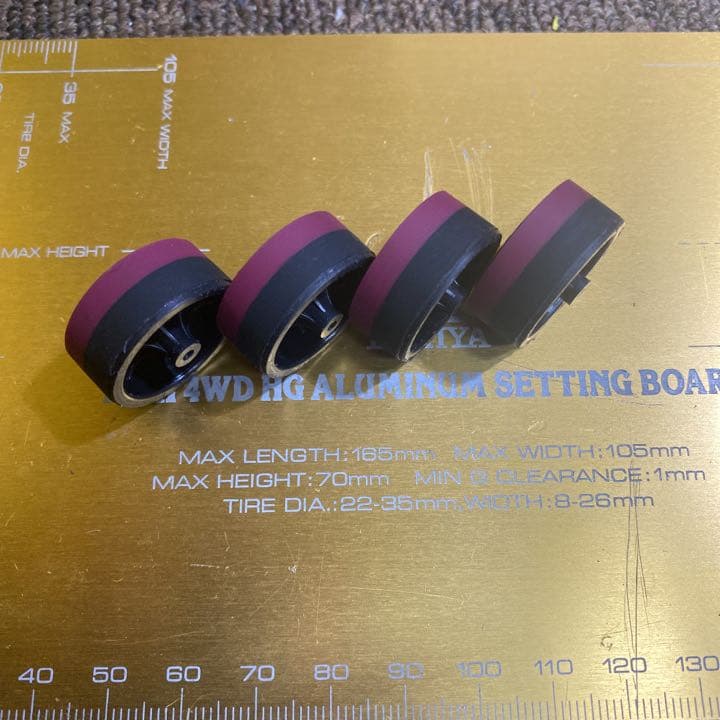 105 MAX WIDTH
35 MAX
TIRE DIA.
MAX HEIGHT
4WD HG ALUMINUM SETTING BOAR
MAX LENGTH:165mm MAX WIDTH:105mm
MAX HEIGHT:70mm MIN G. CLEARANCE:1mm
TIRE DIA.:22-35mm, WIDTH:8-26mm
40 50 60 70 80 90 100 110 120 130